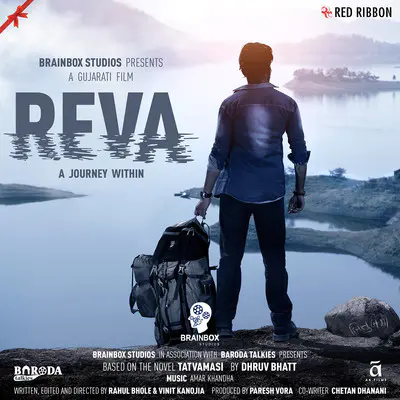 RED RIBBON
BRAINBOX STUDIOS PRESENTS
A GUJARATI FILM
REVA
A JOURNEY WITHIN
BRAINBOX
STUDIOS
BRAINBOX STUDIOS IN ASSOCIATION WITH BARODA TALKIES PRESENTS
BASED ON THE NOVEL TATVAMASI BY DHRUV BHATT
MUSIC AMAR KHANDHA
BARODA
talkies
WRITTEN, EDITED AND DIRECTED BY RAHUL BHOLE & VINIT KANOJIA PRODUCED BY PARESH VORA CO-WRITER CHETAN DHANANI